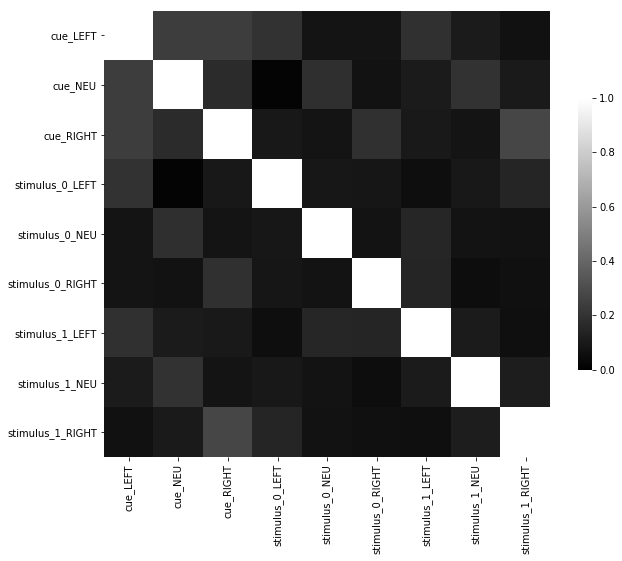 cue_LEFT
cue_NEU
cue_RIGHT
stimulus_0_LEFT
stimulus_0_NEU
stimulus_0_RIGHT
stimulus_1_LEFT
stimulus_1_NEU
stimulus_1_RIGHT
cue_LEFT
cue_NEU
cue_RIGHT
stimulus_0_LEFT
stimulus_0_NEU
stimulus_0_RIGHT
stimulus_1_LEFT
stimulus_1_NEU
stimulus_1_RIGHT
1.0
0.8
0.6
0.4
0.2
0.0